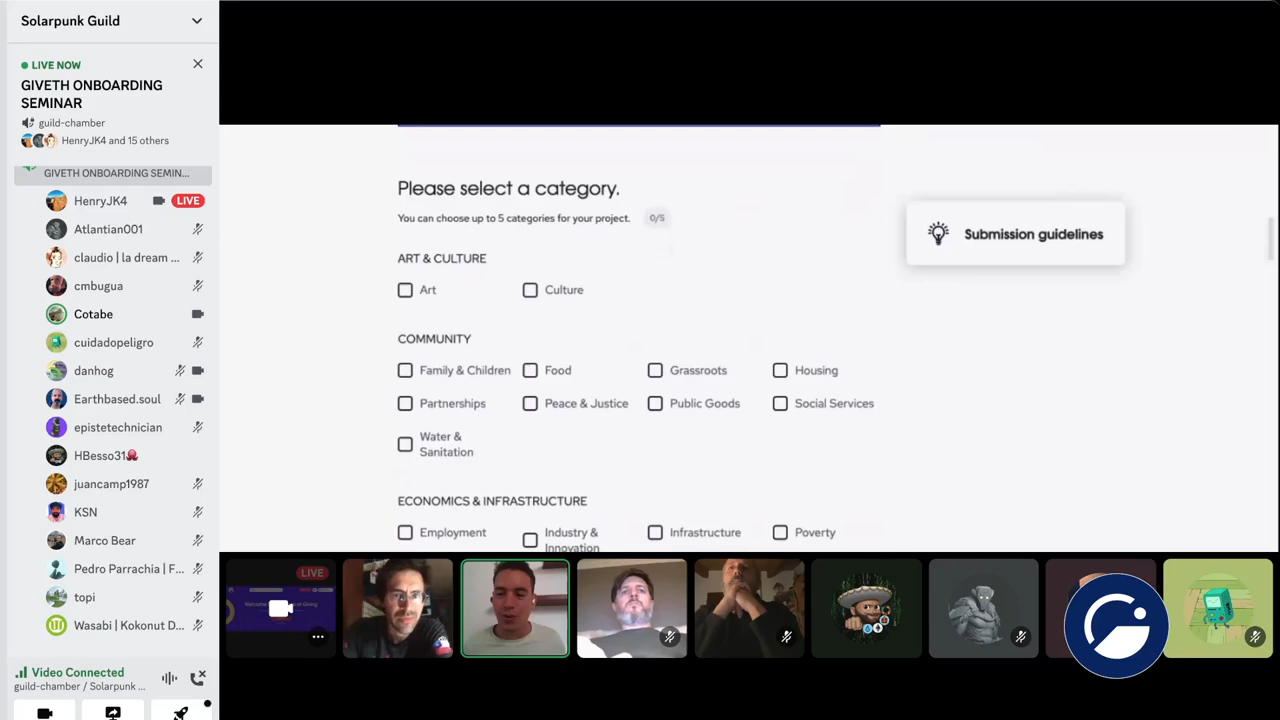 Solarpunk Guild
LIVE NOW
GIVETH ONBOARDING
SEMINAR
guild-chamber
HenryJK4 and 15 others
GIVETH ONBOARDING SEMIN...
HenryJK4 LIVE
Atlantian001
claudio | la dream ...
cmbugua
Cotabe
cuidadopeligro
danhog
Earthbased.soul
epistetechnician
HBesso31
juancamp1987
KSN
Marco Bear
Pedro Parrachia | F...
topi
Wasabi | Kokonut D...
Video Connected
guild-chamber / Solarpunk ...
Please select a category.
You can choose up to 5 categories for your project. 0/5
ART & CULTURE
Art Culture
COMMUNITY
Family & Children Food Grassroots Housing
Partnerships Peace & Justice Public Goods Social Services
Water &
Sanitation
ECONOMICS & INFRASTRUCTURE
Employment Industry & Infrastructure Poverty
Innovation
Submission guidelines
LIVE